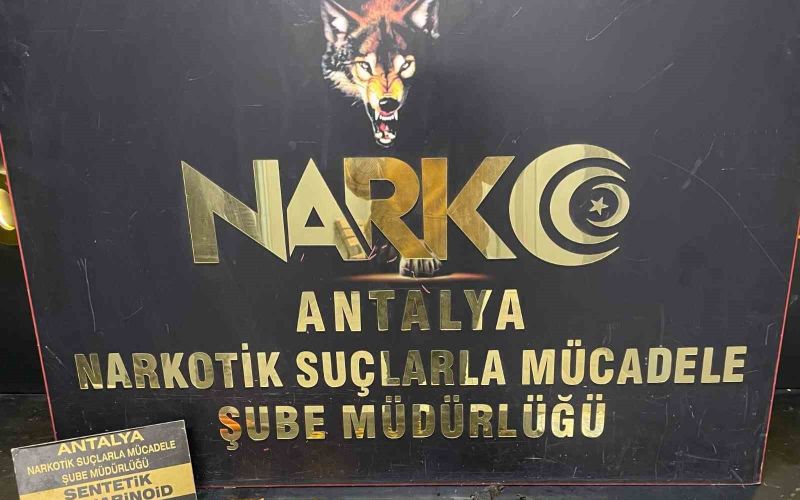 NARKO
ANTALYA
NARKOTİK SUÇLARLA MÜCADELE
ŞUBE MÜDÜRLÜĞÜ
ANTALYA
NARKOTİK SUÇLARLA MÜCADELE
ŞUBE MÜDÜRLÜĞÜ
SENTETİK